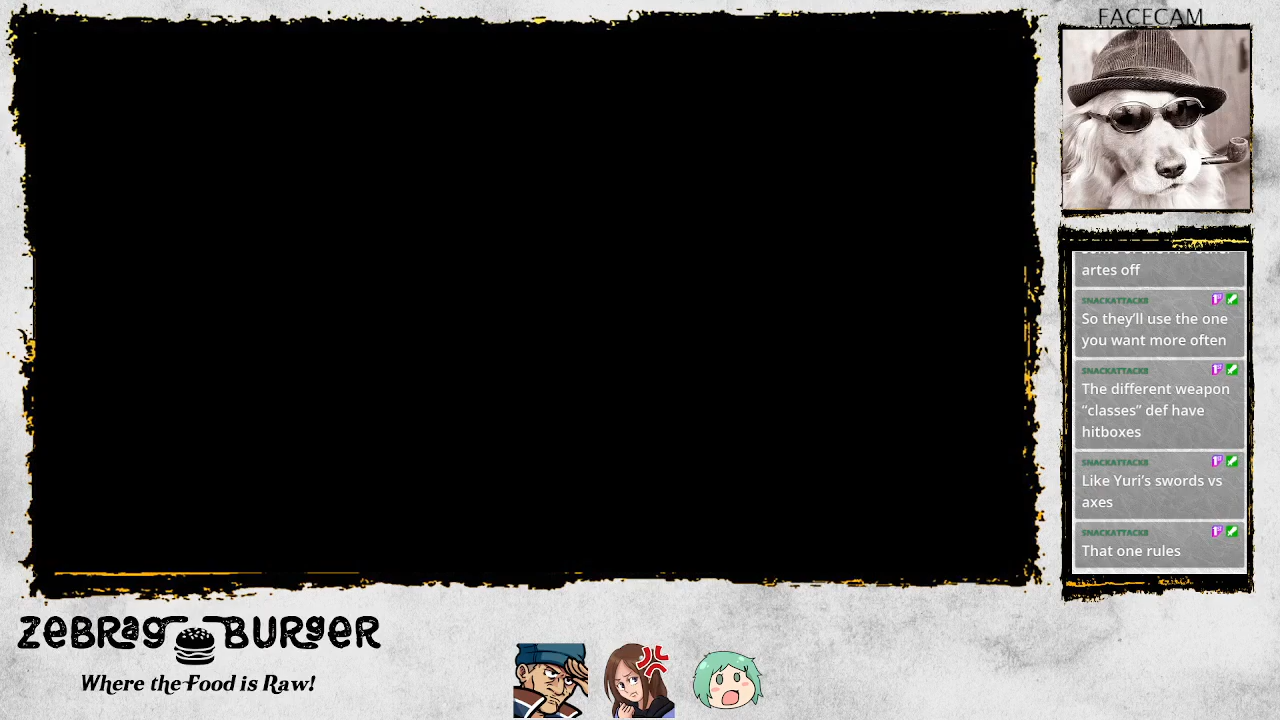 FACECAM
artes off
SNACKATTACK8
So they'll use the one
you want more often
SNACKATTACK8
The different weapon
“classes” def have
hitboxes
SNACKATTACK8
Like Yuri's swords vs
axes
SNACKATTACK8
That one rules
ZEBRAG BURGER
Where the Food is Raw!